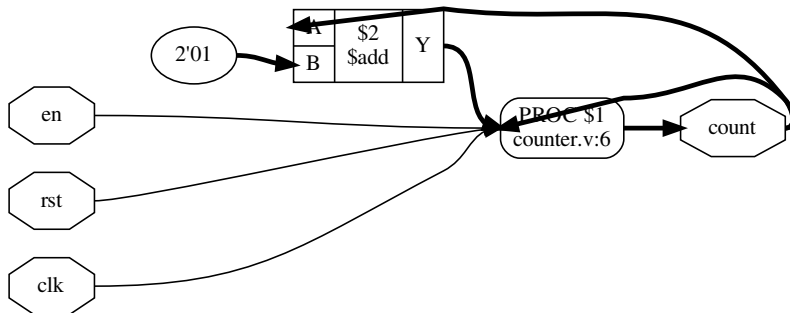 A
$2
$add
Y
B
2'01
en
PROC $1
counter.v:6
count
rst
clk